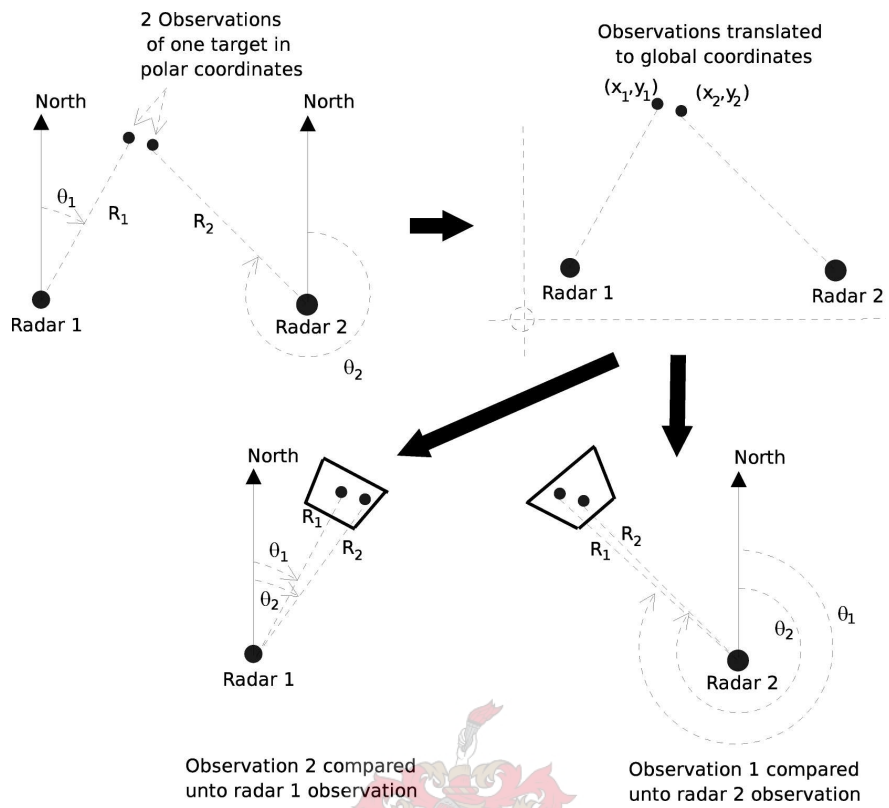 2 Observations
of one target in
polar coordinates
North
North
θ1
R1
R2
Radar 1
Radar 2
θ2
Observations translated
to global coordinates
(x1,y1)
(x2,y2)
Radar 1
Radar 2
North
R1
R2
θ1
θ2
Radar 1
Observation 2 compared
unto radar 1 observation
North
R2
R1
θ1
θ2
Radar 2
Observation 1 compared
unto radar 2 observation